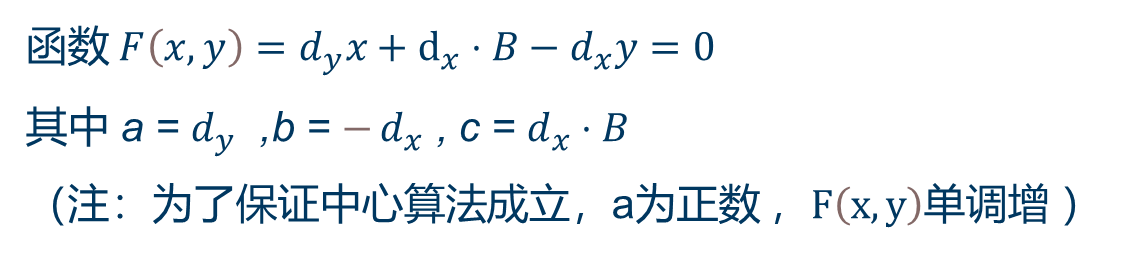 函数 F(x, y) = d_y x + d_x · B − d_x y = 0
其中 a = d_y ,b = − d_x , c = d_x · B
(注：为了保证中心算法成立，a为正数 ，F(x, y)单调增 )